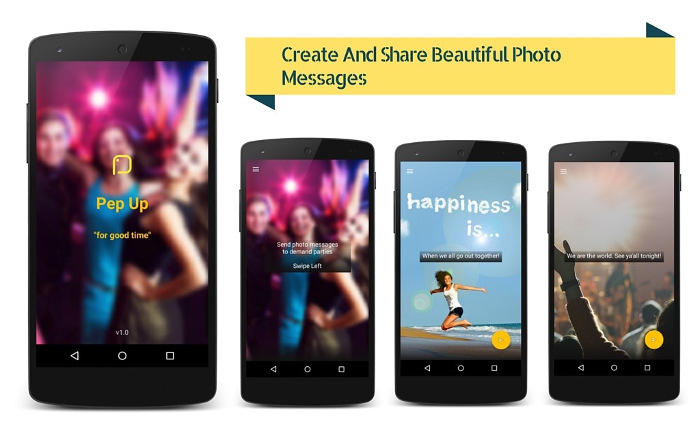 Create And Share Beautiful Photo
Messages
Pep Up
"for good time"
v1.0
Send photo messages
to demand parties
Swipe Left
happiness
is...
When we all go out together!
We are the world. See ya'all tonight!